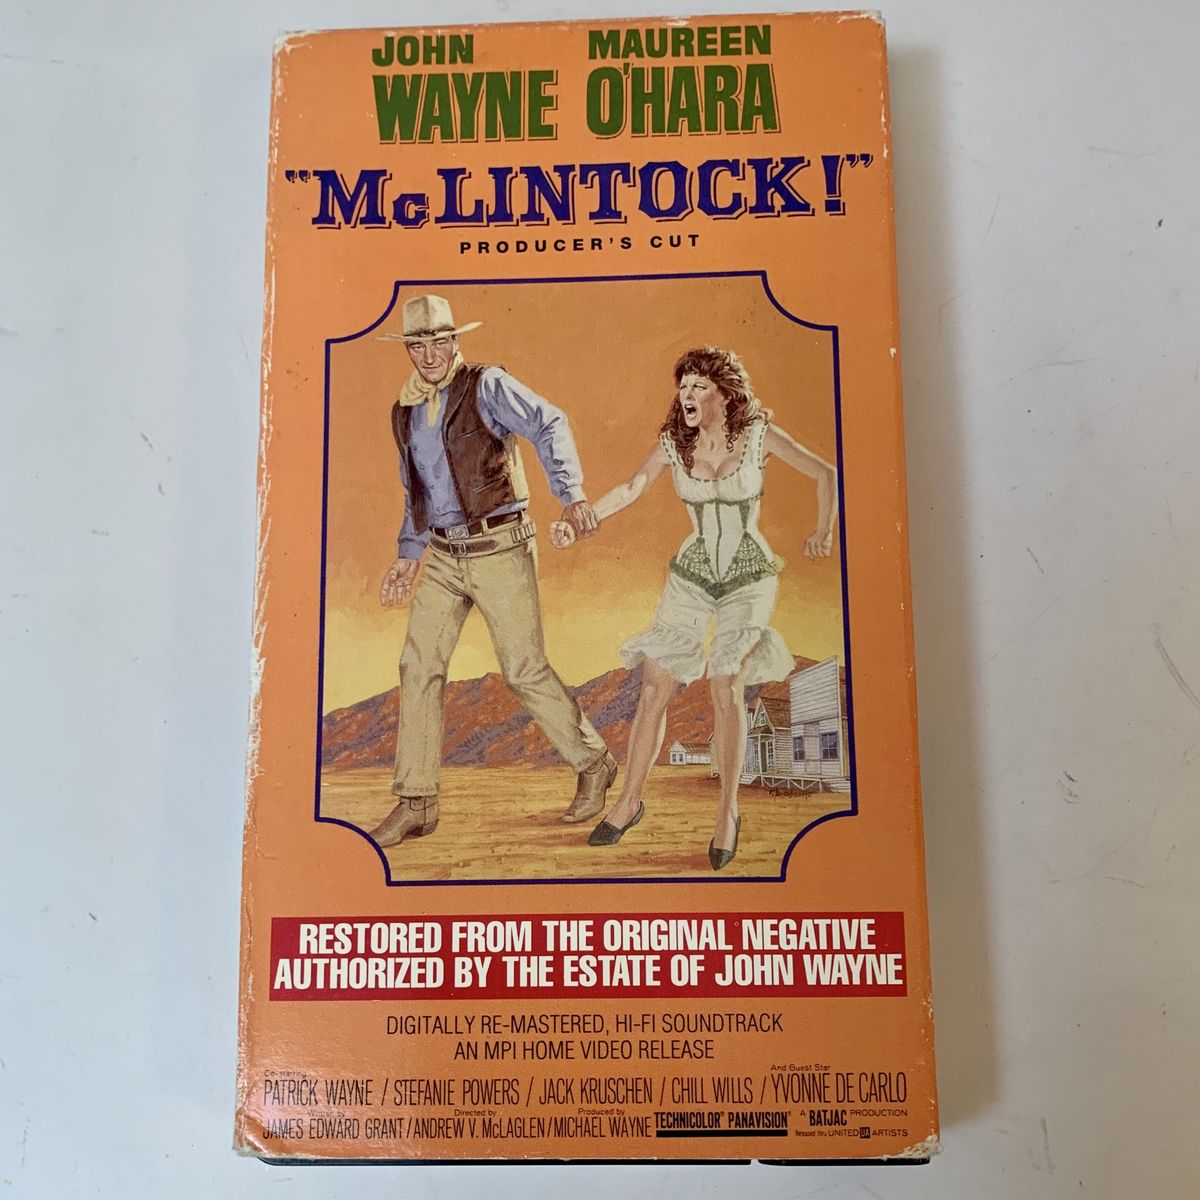 JOHN MAUREEN
WAYNE O'HARA
"McLINTOCK!"
PRODUCER'S CUT
RESTORED FROM THE ORIGINAL NEGATIVE
AUTHORIZED BY THE ESTATE OF JOHN WAYNE
DIGITALLY RE-MASTERED, HI-FI SOUNDTRACK
AN MPI HOME VIDEO RELEASE
Co-starring And Guest Star
PATRICK WAYNE / STEFANIE POWERS / JACK KRUSCHEN / CHILL WILLS / YVONNE DE CARLO
Written by Directed by Produced by
JAMES EDWARD GRANT / ANDREW V. McLAGLEN / MICHAEL WAYNE TECHNICOLOR® PANAVISION® A BATJAC PRODUCTION
Released thru UNITED UA ARTISTS